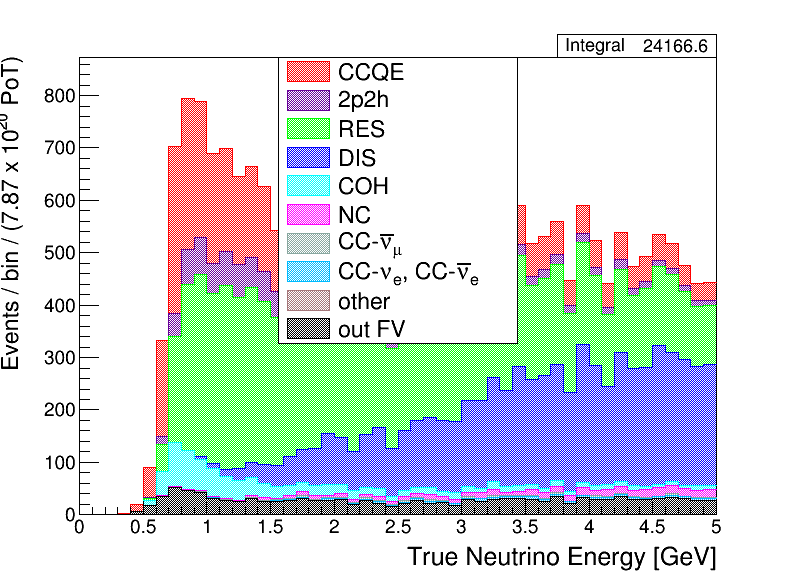 Integral 24166.6
Events / bin / (7.87 x 10²⁰ PoT)
800
700
600
500
400
300
200
100
0
CCQE
2p2h
RES
DIS
COH
NC
CC-ν̅μ
CC-νe, CC-ν̅e
other
out FV
0 0.5 1 1.5 2 2.5 3 3.5 4 4.5 5
True Neutrino Energy [GeV]